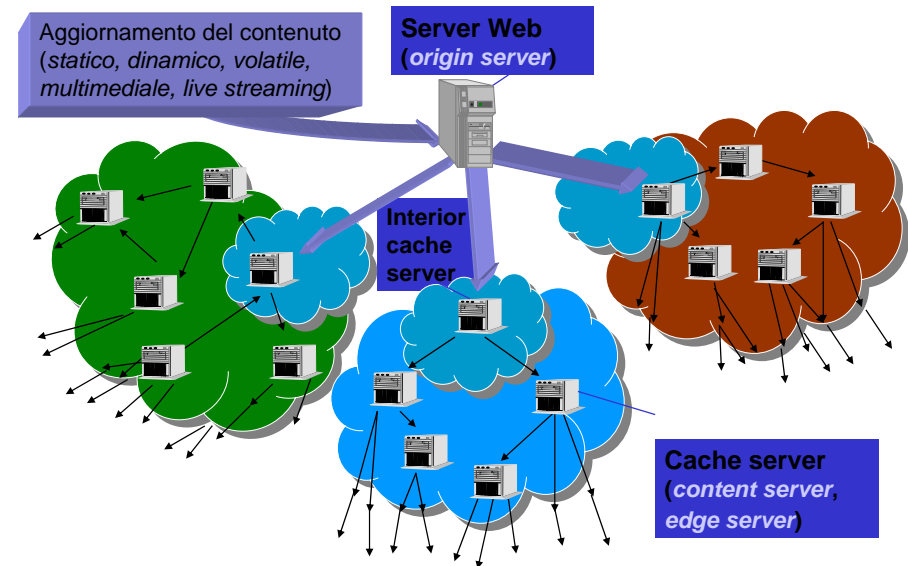 Aggiornamento del contenuto
(statico, dinamico, volatile,
multimediale, live streaming)
Server Web
(origin server)
Interior
cache
server
Cache server
(content server,
edge server)